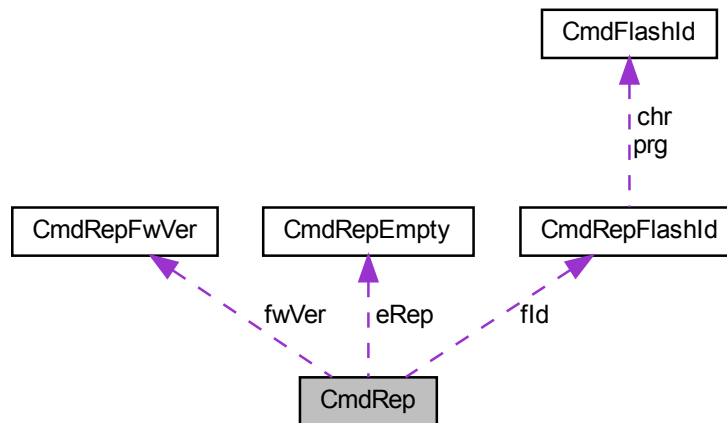 CmdFlashId
chr
prg
CmdRepFwVer
CmdRepEmpty
CmdRepFlashId
fwVer
eRep
fId
CmdRep